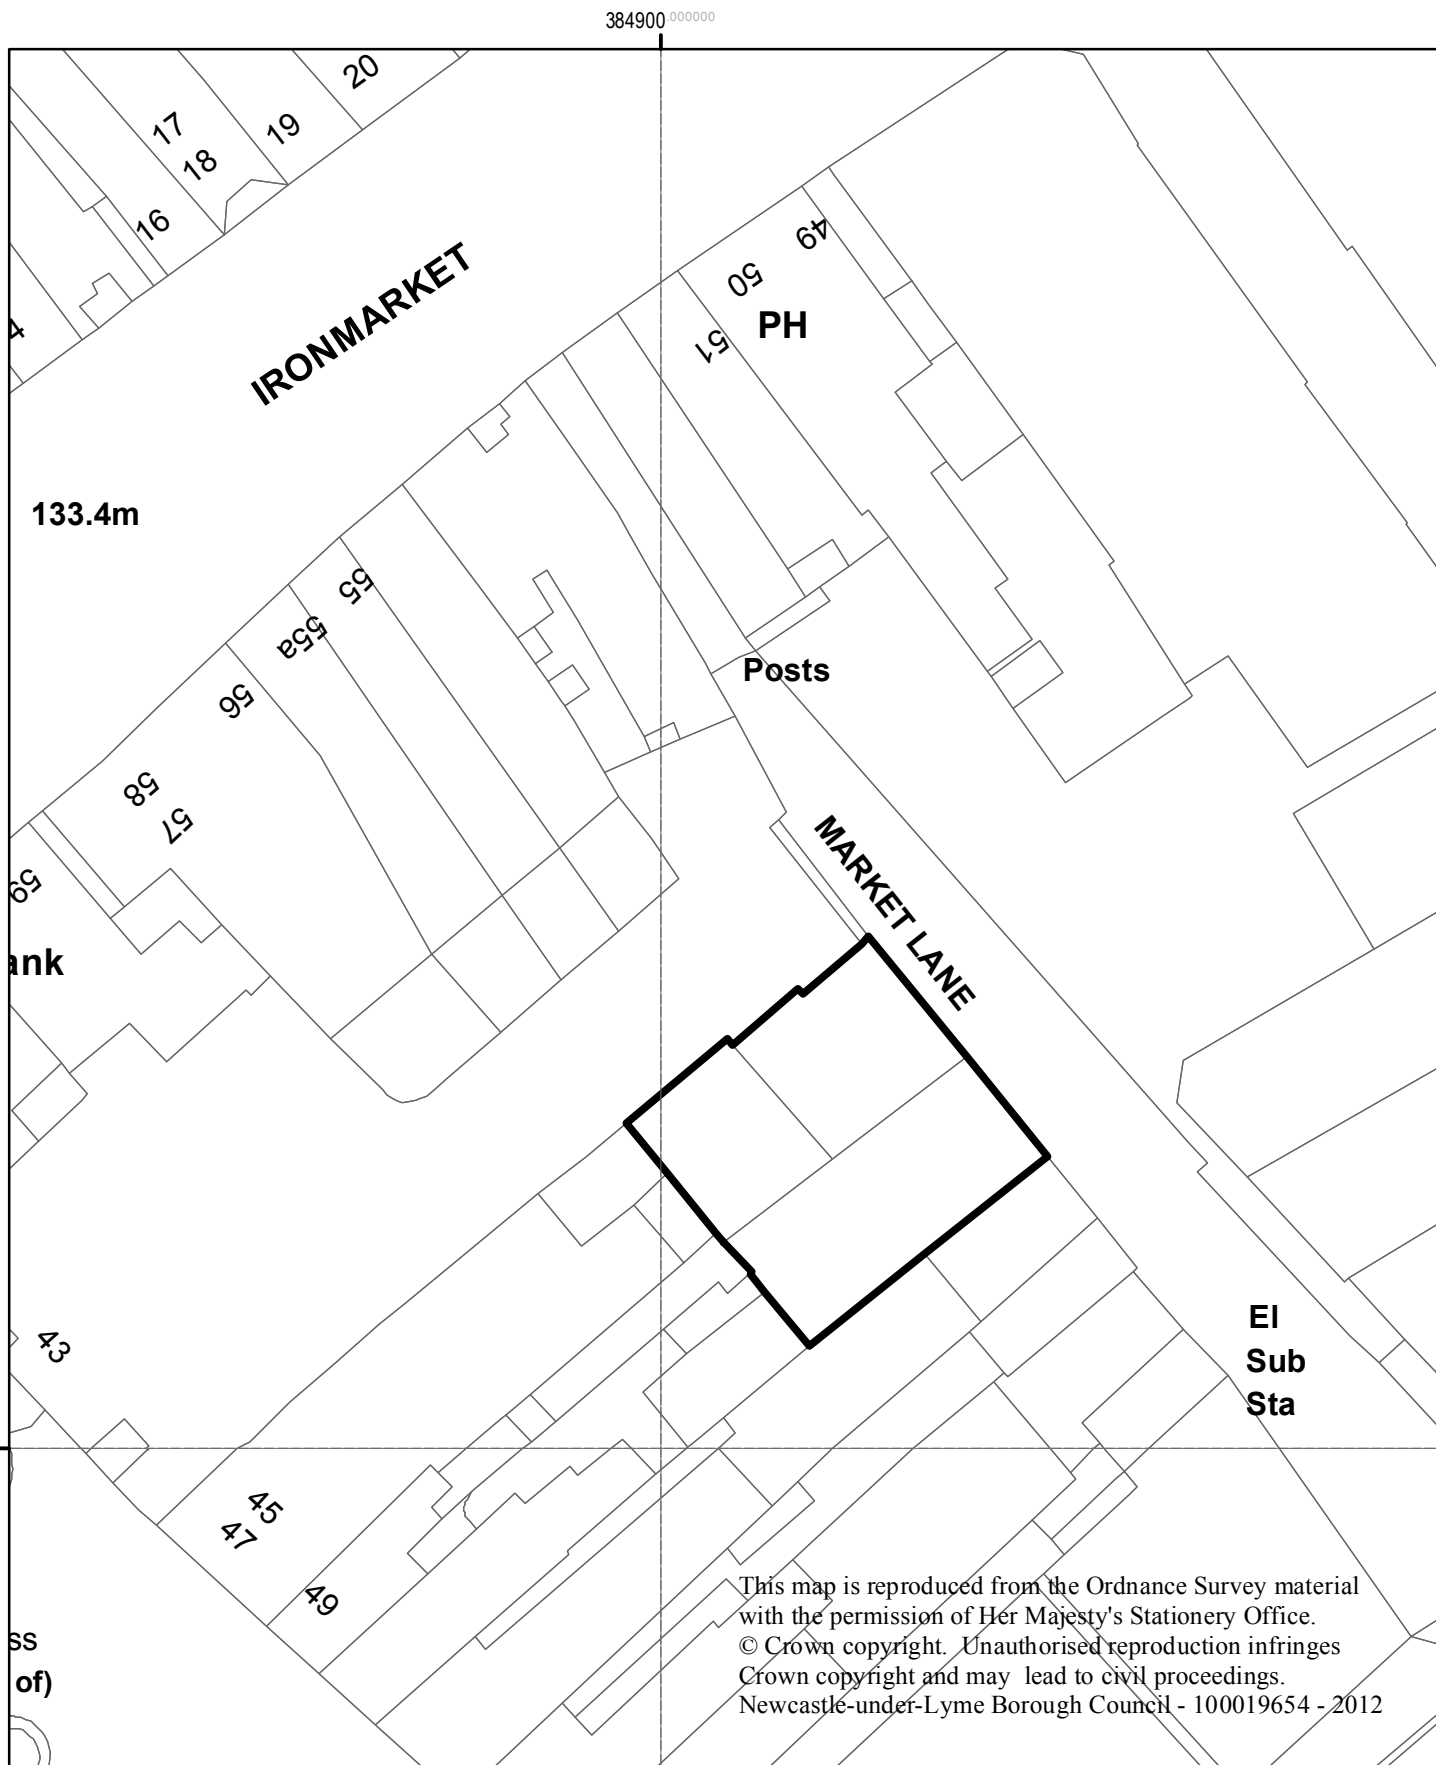 384900.000000
20
17
19
18
16
4
IRONMARKET
49
50
PH
51
133.4m
55
55a
Posts
56
58
57
MARKET LANE
59
ank
43
El
Sub
Sta
45
47
49
This map is reproduced from the Ordnance Survey material
with the permission of Her Majesty's Stationery Office.
© Crown copyright. Unauthorised reproduction infringes
Crown copyright and may lead to civil proceedings.
Newcastle-under-Lyme Borough Council - 100019654 - 2012
ss
of)